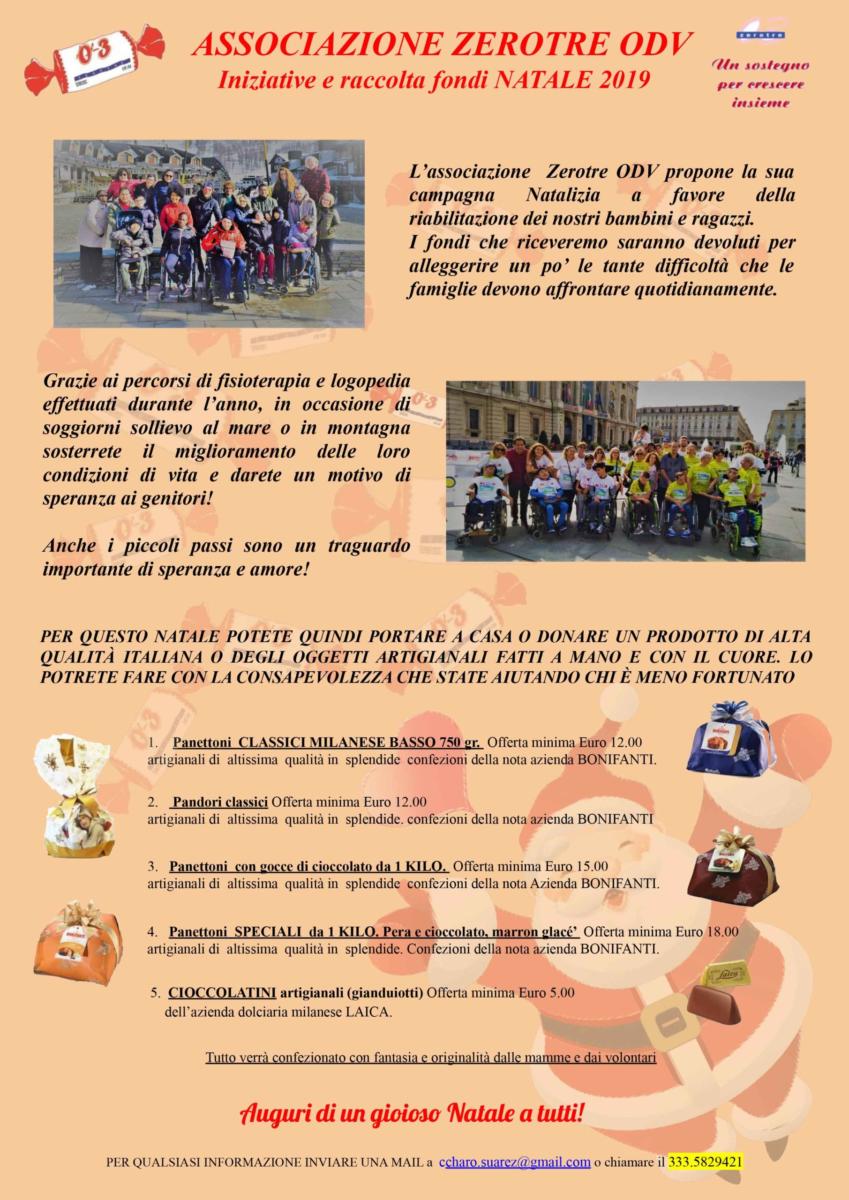 0-3
ASSOCIAZIONE ZEROTRE ODV
Iniziative e raccolta fondi NATALE 2019
zerotre
Un sostegno
per crescere
insieme
L’associazione Zerotre ODV propone la sua
campagna Natalizia a favore della
riabilitazione dei nostri bambini e ragazzi.
I fondi che riceveremo saranno devoluti per
alleggerire un po’ le tante difficoltà che le
famiglie devono affrontare quotidianamente.
Grazie ai percorsi di fisioterapia e logopedia
effettuati durante l’anno, in occasione di
soggiorni sollievo al mare o in montagna
sosterrete il miglioramento delle loro
condizioni di vita e darete un motivo di
speranza ai genitori!
Anche i piccoli passi sono un traguardo
importante di speranza e amore!
PER QUESTO NATALE POTETE QUINDI PORTARE A CASA O DONARE UN PRODOTTO DI ALTA
QUALITÀ ITALIANA O DEGLI OGGETTI ARTIGIANALI FATTI A MANO E CON IL CUORE. LO
POTRETE FARE CON LA CONSAPEVOLEZZA CHE STATE AIUTANDO CHI È MENO FORTUNATO
1. Panettoni CLASSICI MILANESE BASSO 750 gr. Offerta minima Euro 12.00
artigianali di altissima qualità in splendide confezioni della nota azienda BONIFANTI.
2. Pandori classici Offerta minima Euro 12.00
artigianali di altissima qualità in splendide. confezioni della nota azienda BONIFANTI
3. Panettoni con gocce di cioccolato da 1 KILO. Offerta minima Euro 15.00
artigianali di altissima qualità in splendide confezioni della nota Azienda BONIFANTI.
4. Panettoni SPECIALI da 1 KILO. Pera e cioccolato, marron glacé’ Offerta minima Euro 18.00
artigianali di altissima qualità in splendide. Confezioni della nota azienda BONIFANTI.
5. CIOCCOLATINI artigianali (gianduiotti) Offerta minima Euro 5.00
dell’azienda dolciaria milanese LAICA.
Laica
Tutto verrà confezionato con fantasia e originalità dalle mamme e dai volontari
Auguri di un gioioso Natale a tutti!
PER QUALSIASI INFORMAZIONE INVIARE UNA MAIL a ccharo.suarez@gmail.com o chiamare il 333.5829421